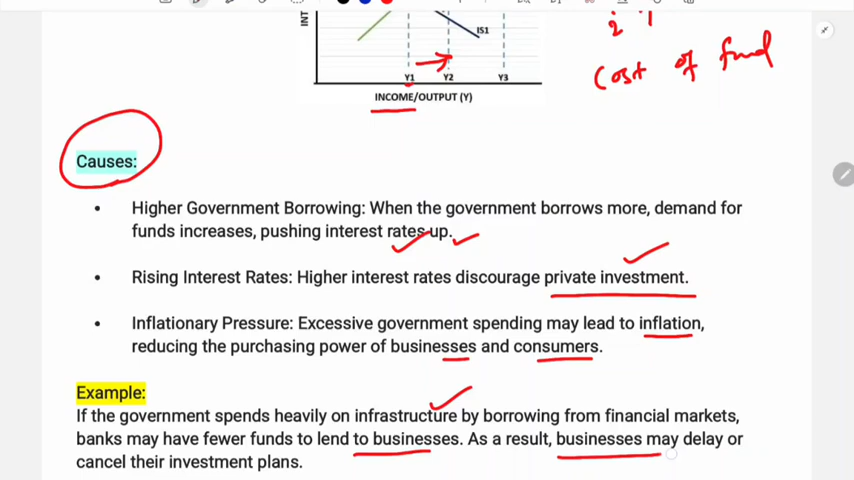 INT
IS1
i ↑
2
Y1 Y2 Y3
INCOME/OUTPUT (Y)
Cost of fund
Causes:
• Higher Government Borrowing: When the government borrows more, demand for
funds increases, pushing interest rates up.
• Rising Interest Rates: Higher interest rates discourage private investment.
• Inflationary Pressure: Excessive government spending may lead to inflation,
reducing the purchasing power of businesses and consumers.
Example:
If the government spends heavily on infrastructure by borrowing from financial markets,
banks may have fewer funds to lend to businesses. As a result, businesses may delay or
cancel their investment plans.